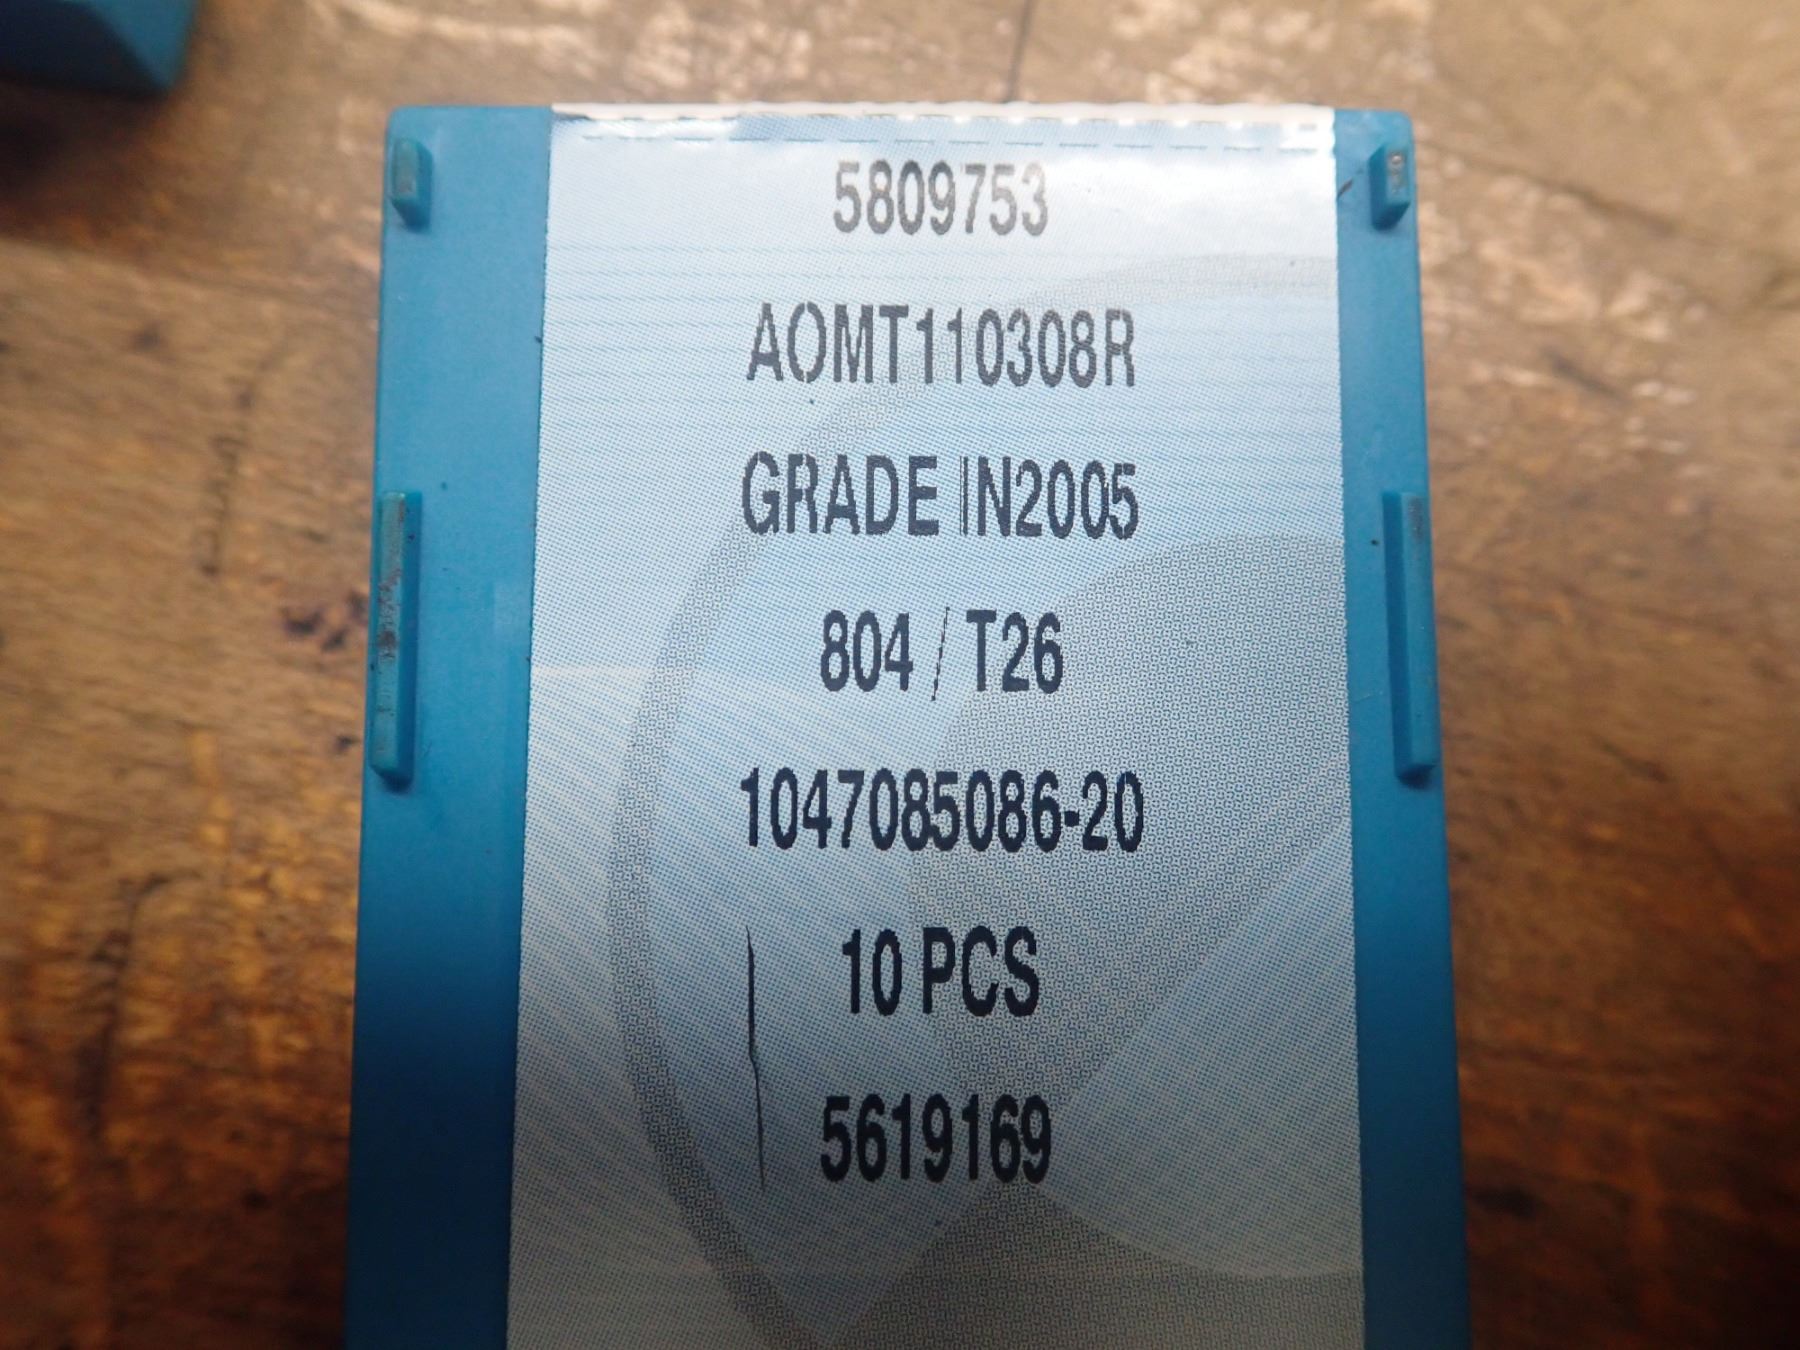 5809753
AOMT110308R
GRADE IN2005
804 / T26
1047085086-20
10 PCS
5619169